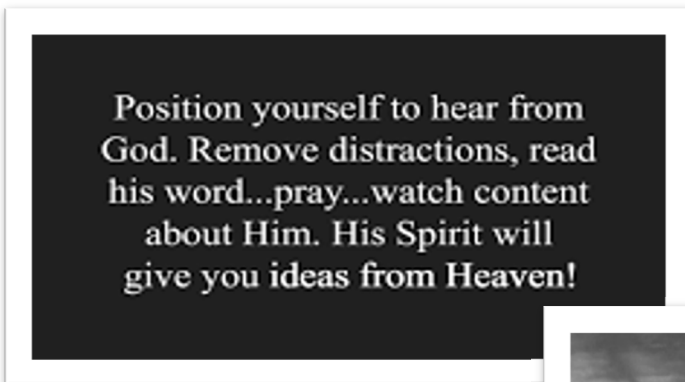 Position yourself to hear from
God. Remove distractions, read
his word...pray...watch content
about Him. His Spirit will
give you ideas from Heaven!